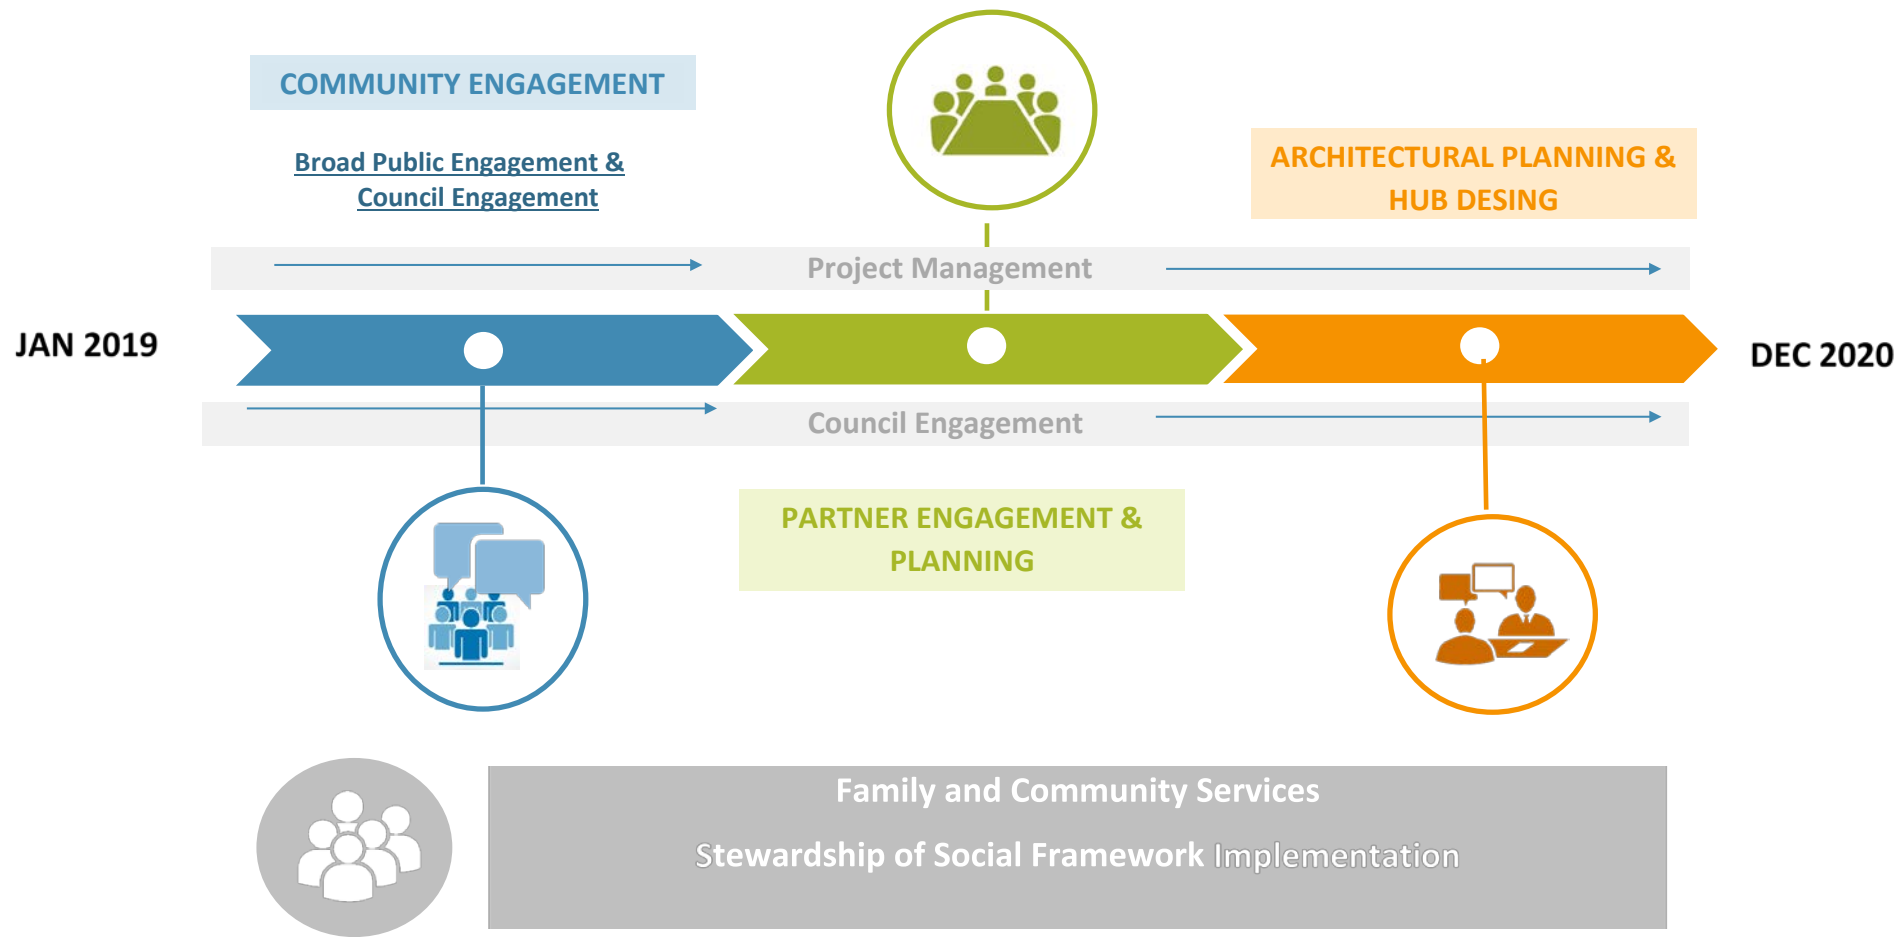 COMMUNITY ENGAGEMENT
Broad Public Engagement &
Council Engagement
ARCHITECTURAL PLANNING &
HUB DESING
Project Management
JAN 2019
DEC 2020
Council Engagement
PARTNER ENGAGEMENT &
PLANNING
Family and Community Services
Stewardship of Social Framework Implementation